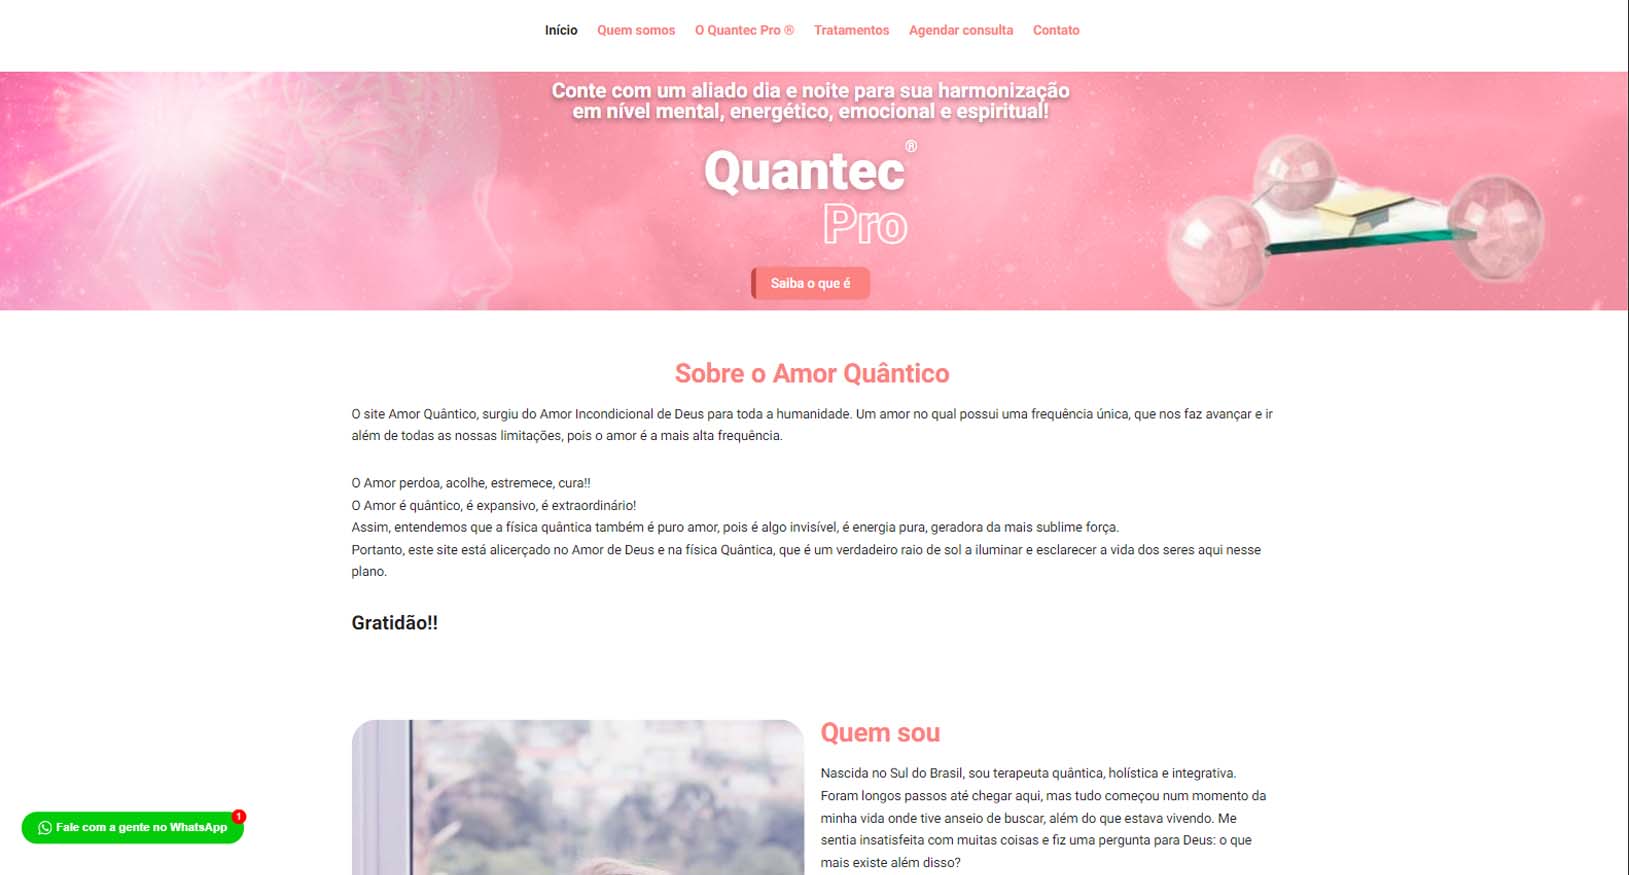 Início Quem somos O Quantec Pro ® Tratamentos Agendar consulta Contato
Conte com um aliado dia e noite para sua harmonização
em nível mental, energético, emocional e espiritual!
Quantec®
Pro
Saiba o que é
Sobre o Amor Quântico
O site Amor Quântico, surgiu do Amor Incondicional de Deus para toda a humanidade. Um amor no qual possui uma frequência única, que nos faz avançar e ir
além de todas as nossas limitações, pois o amor é a mais alta frequência.
O Amor perdoa, acolhe, estremece, cura!!
O Amor é quântico, é expansivo, é extraordinário!
Assim, entendemos que a física quântica também é puro amor, pois é algo invisível, é energia pura, geradora da mais sublime força.
Portanto, este site está alicerçado no Amor de Deus e na física Quântica, que é um verdadeiro raio de sol a iluminar e esclarecer a vida dos seres aqui nesse
plano.
Gratidão!!
Quem sou
Nascida no Sul do Brasil, sou terapeuta quântica, holística e integrativa.
Foram longos passos até chegar aqui, mas tudo começou num momento da
minha vida onde tive anseio de buscar, além do que estava vivendo. Me
sentia insatisfeita com muitas coisas e fiz uma pergunta para Deus: o que
mais existe além disso?
Fale com a gente no WhatsApp
1